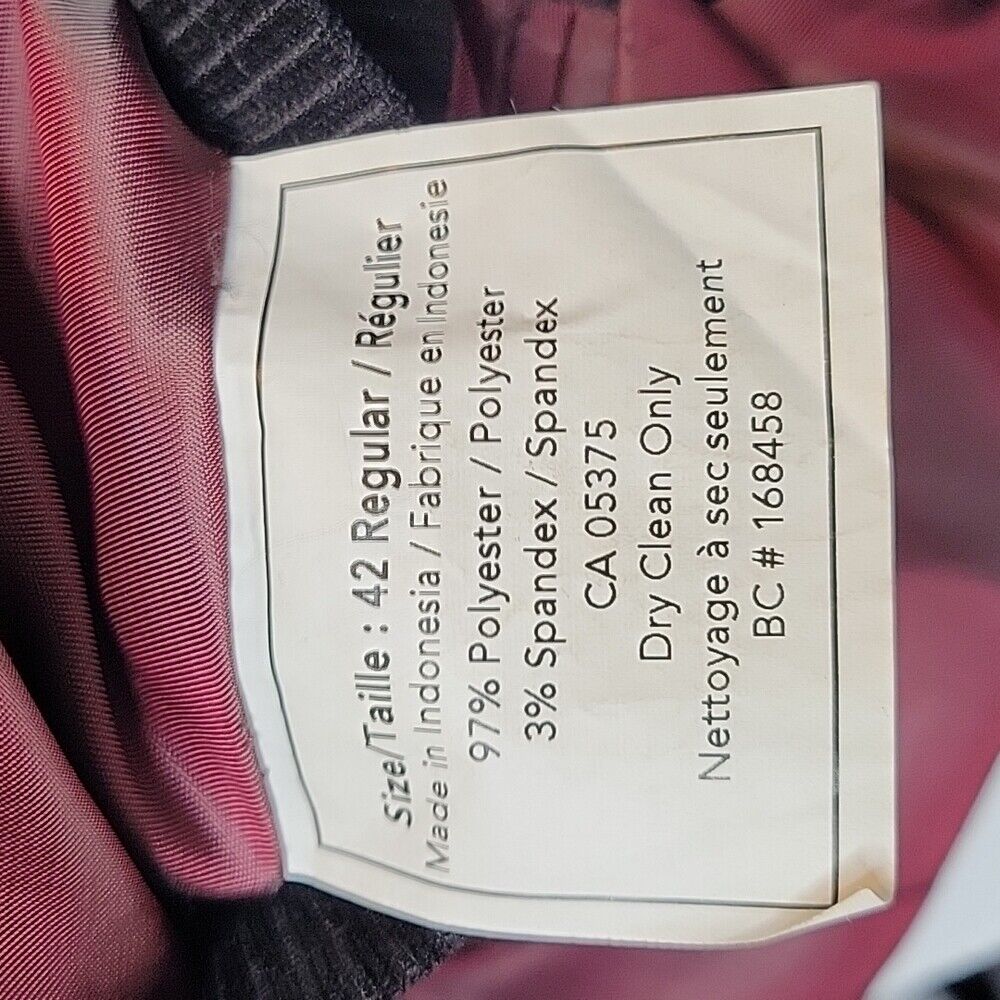 Size/Taille : 42 Regular / Régulier
Made in Indonesia / Fabrique en Indonesie
97% Polyester / Polyester
3% Spandex / Spandex
CA 05375
Dry Clean Only
Nettoyage à sec seulement
BC # 168458